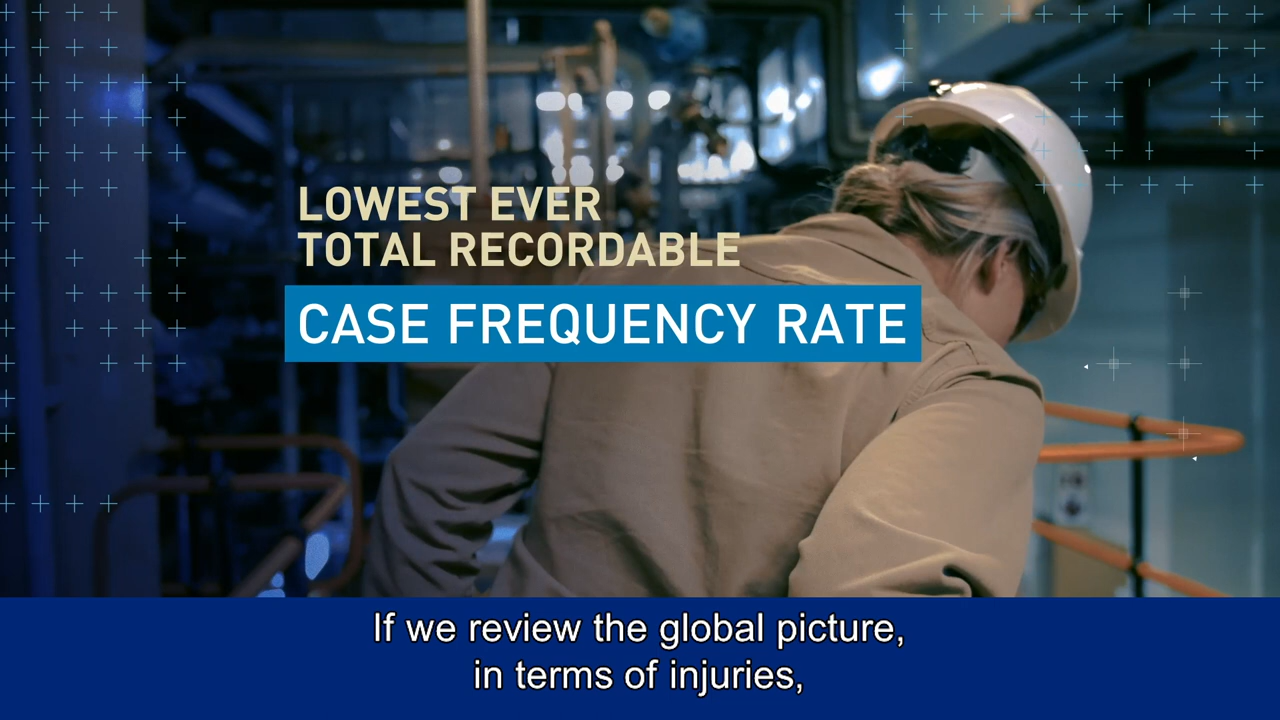 LOWEST EVER
TOTAL RECORDABLE
CASE FREQUENCY RATE
If we review the global picture,
in terms of injuries,